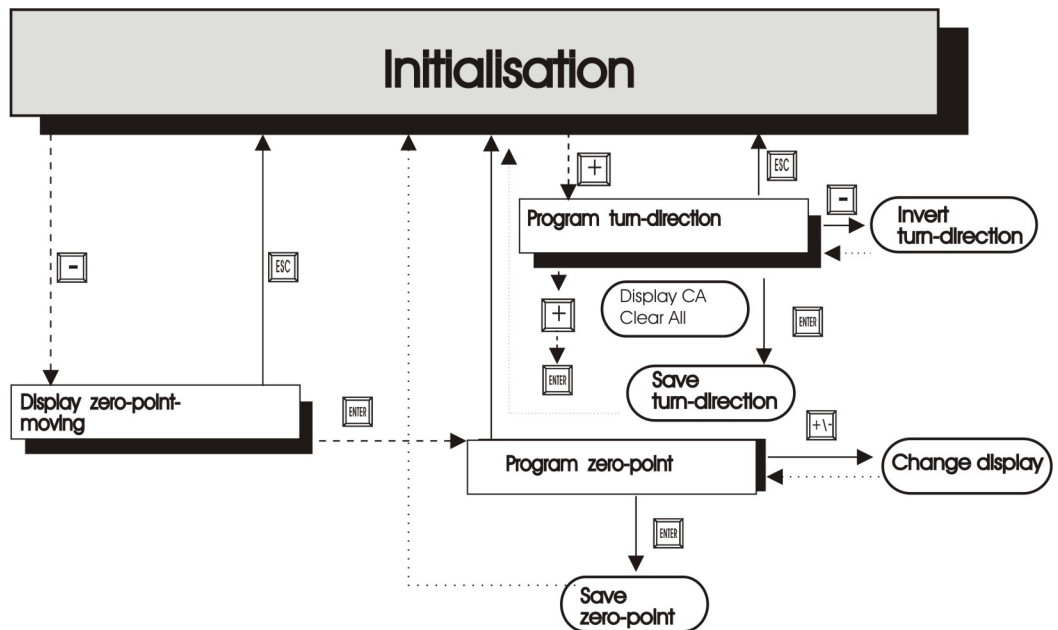 Initialisation
+
ESC
Program turn-direction
-
Invert
turn-direction
-
ESC
+
Display CA
Clear All
ENTER
ENTER
Save
turn-direction
Display zero-point-
moving
ENTER
+\-
Program zero-point
Change display
ENTER
Save
zero-point